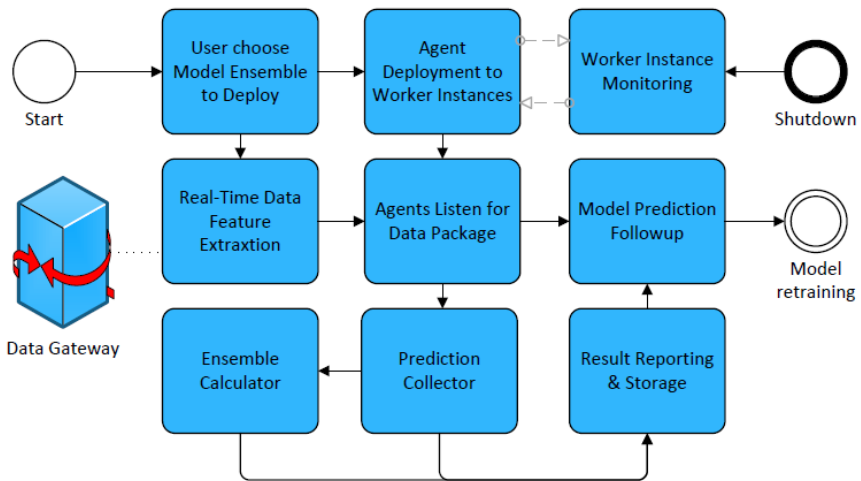 User choose
Model Ensemble
to Deploy
Agent
Deployment to
Worker Instances
Worker Instance
Monitoring
Start
Shutdown
Real-Time Data
Feature
Extraxtion
Agents Listen for
Data Package
Model Prediction
Followup
Model
retraining
Data Gateway
Ensemble
Calculator
Prediction
Collector
Result Reporting
& Storage